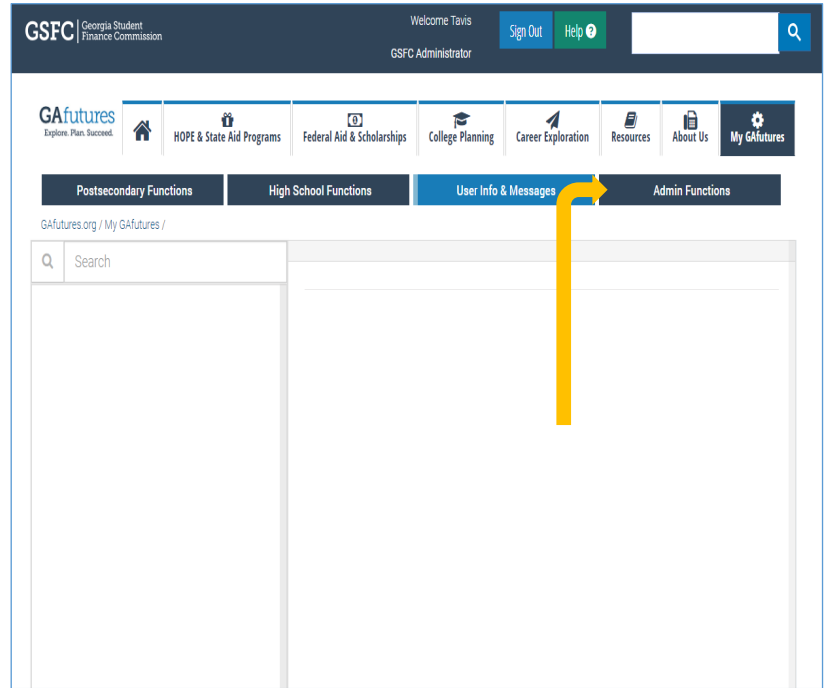 GSFC Georgia Student
Finance Commission
Welcome Tavis
GSFC Administrator
Sign Out
Help ?
GAfutures
Explore. Plan. Succeed.
HOPE & State Aid Programs
Federal Aid & Scholarships
College Planning
Career Exploration
Resources
About Us
My GAfutures
Postsecondary Functions
High School Functions
User Info & Messages
Admin Functions
GAfutures.org / My GAfutures /
Search